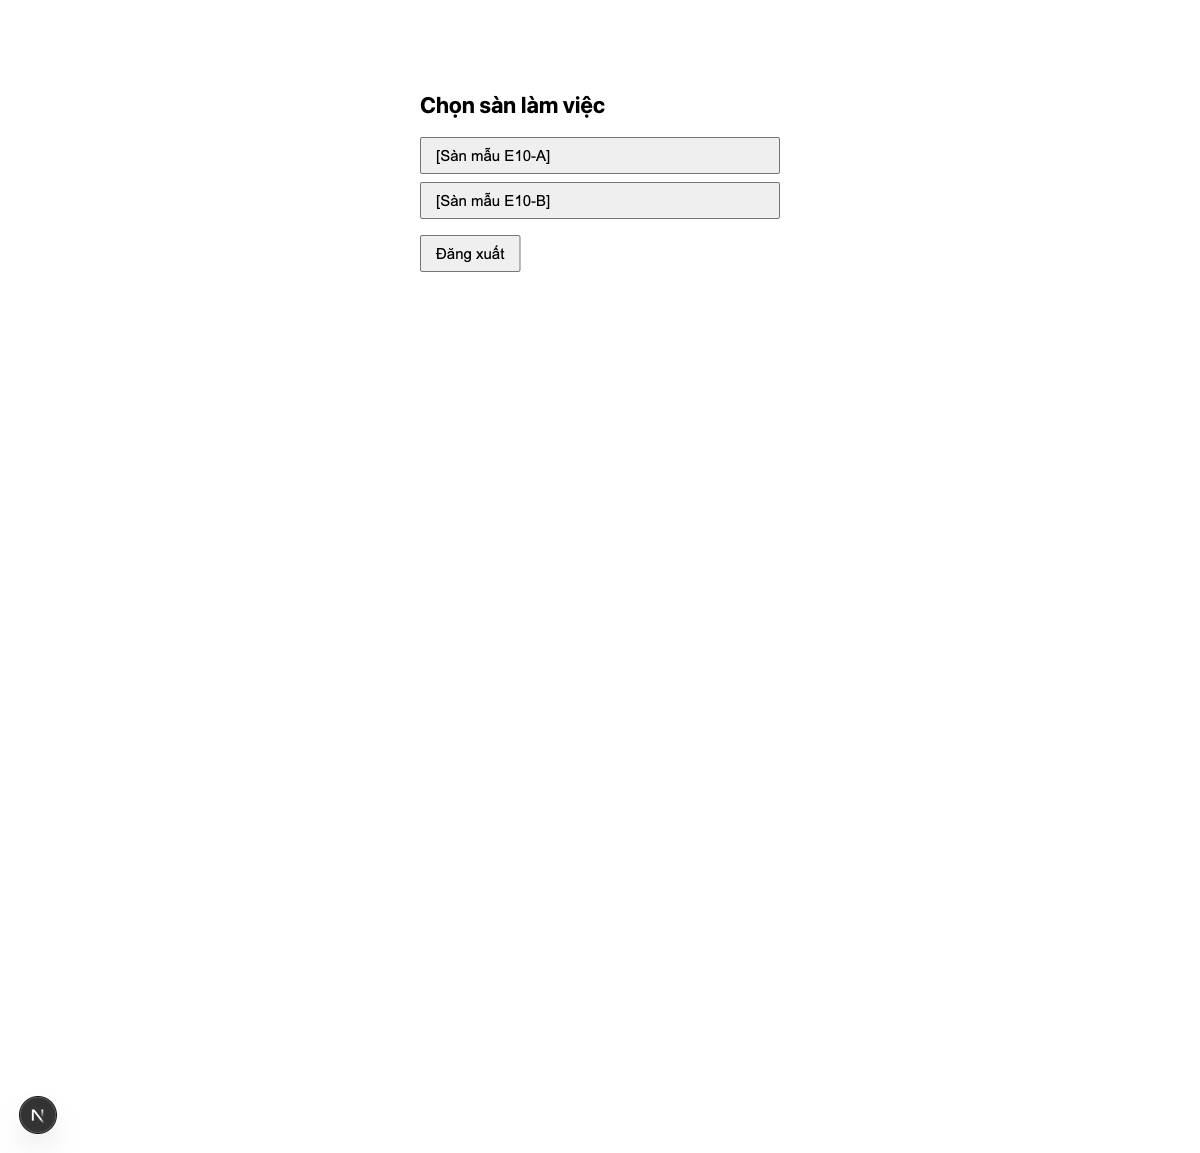 Chọn sàn làm việc
[Sàn mẫu E10-A]
[Sàn mẫu E10-B]
Đăng xuất
N